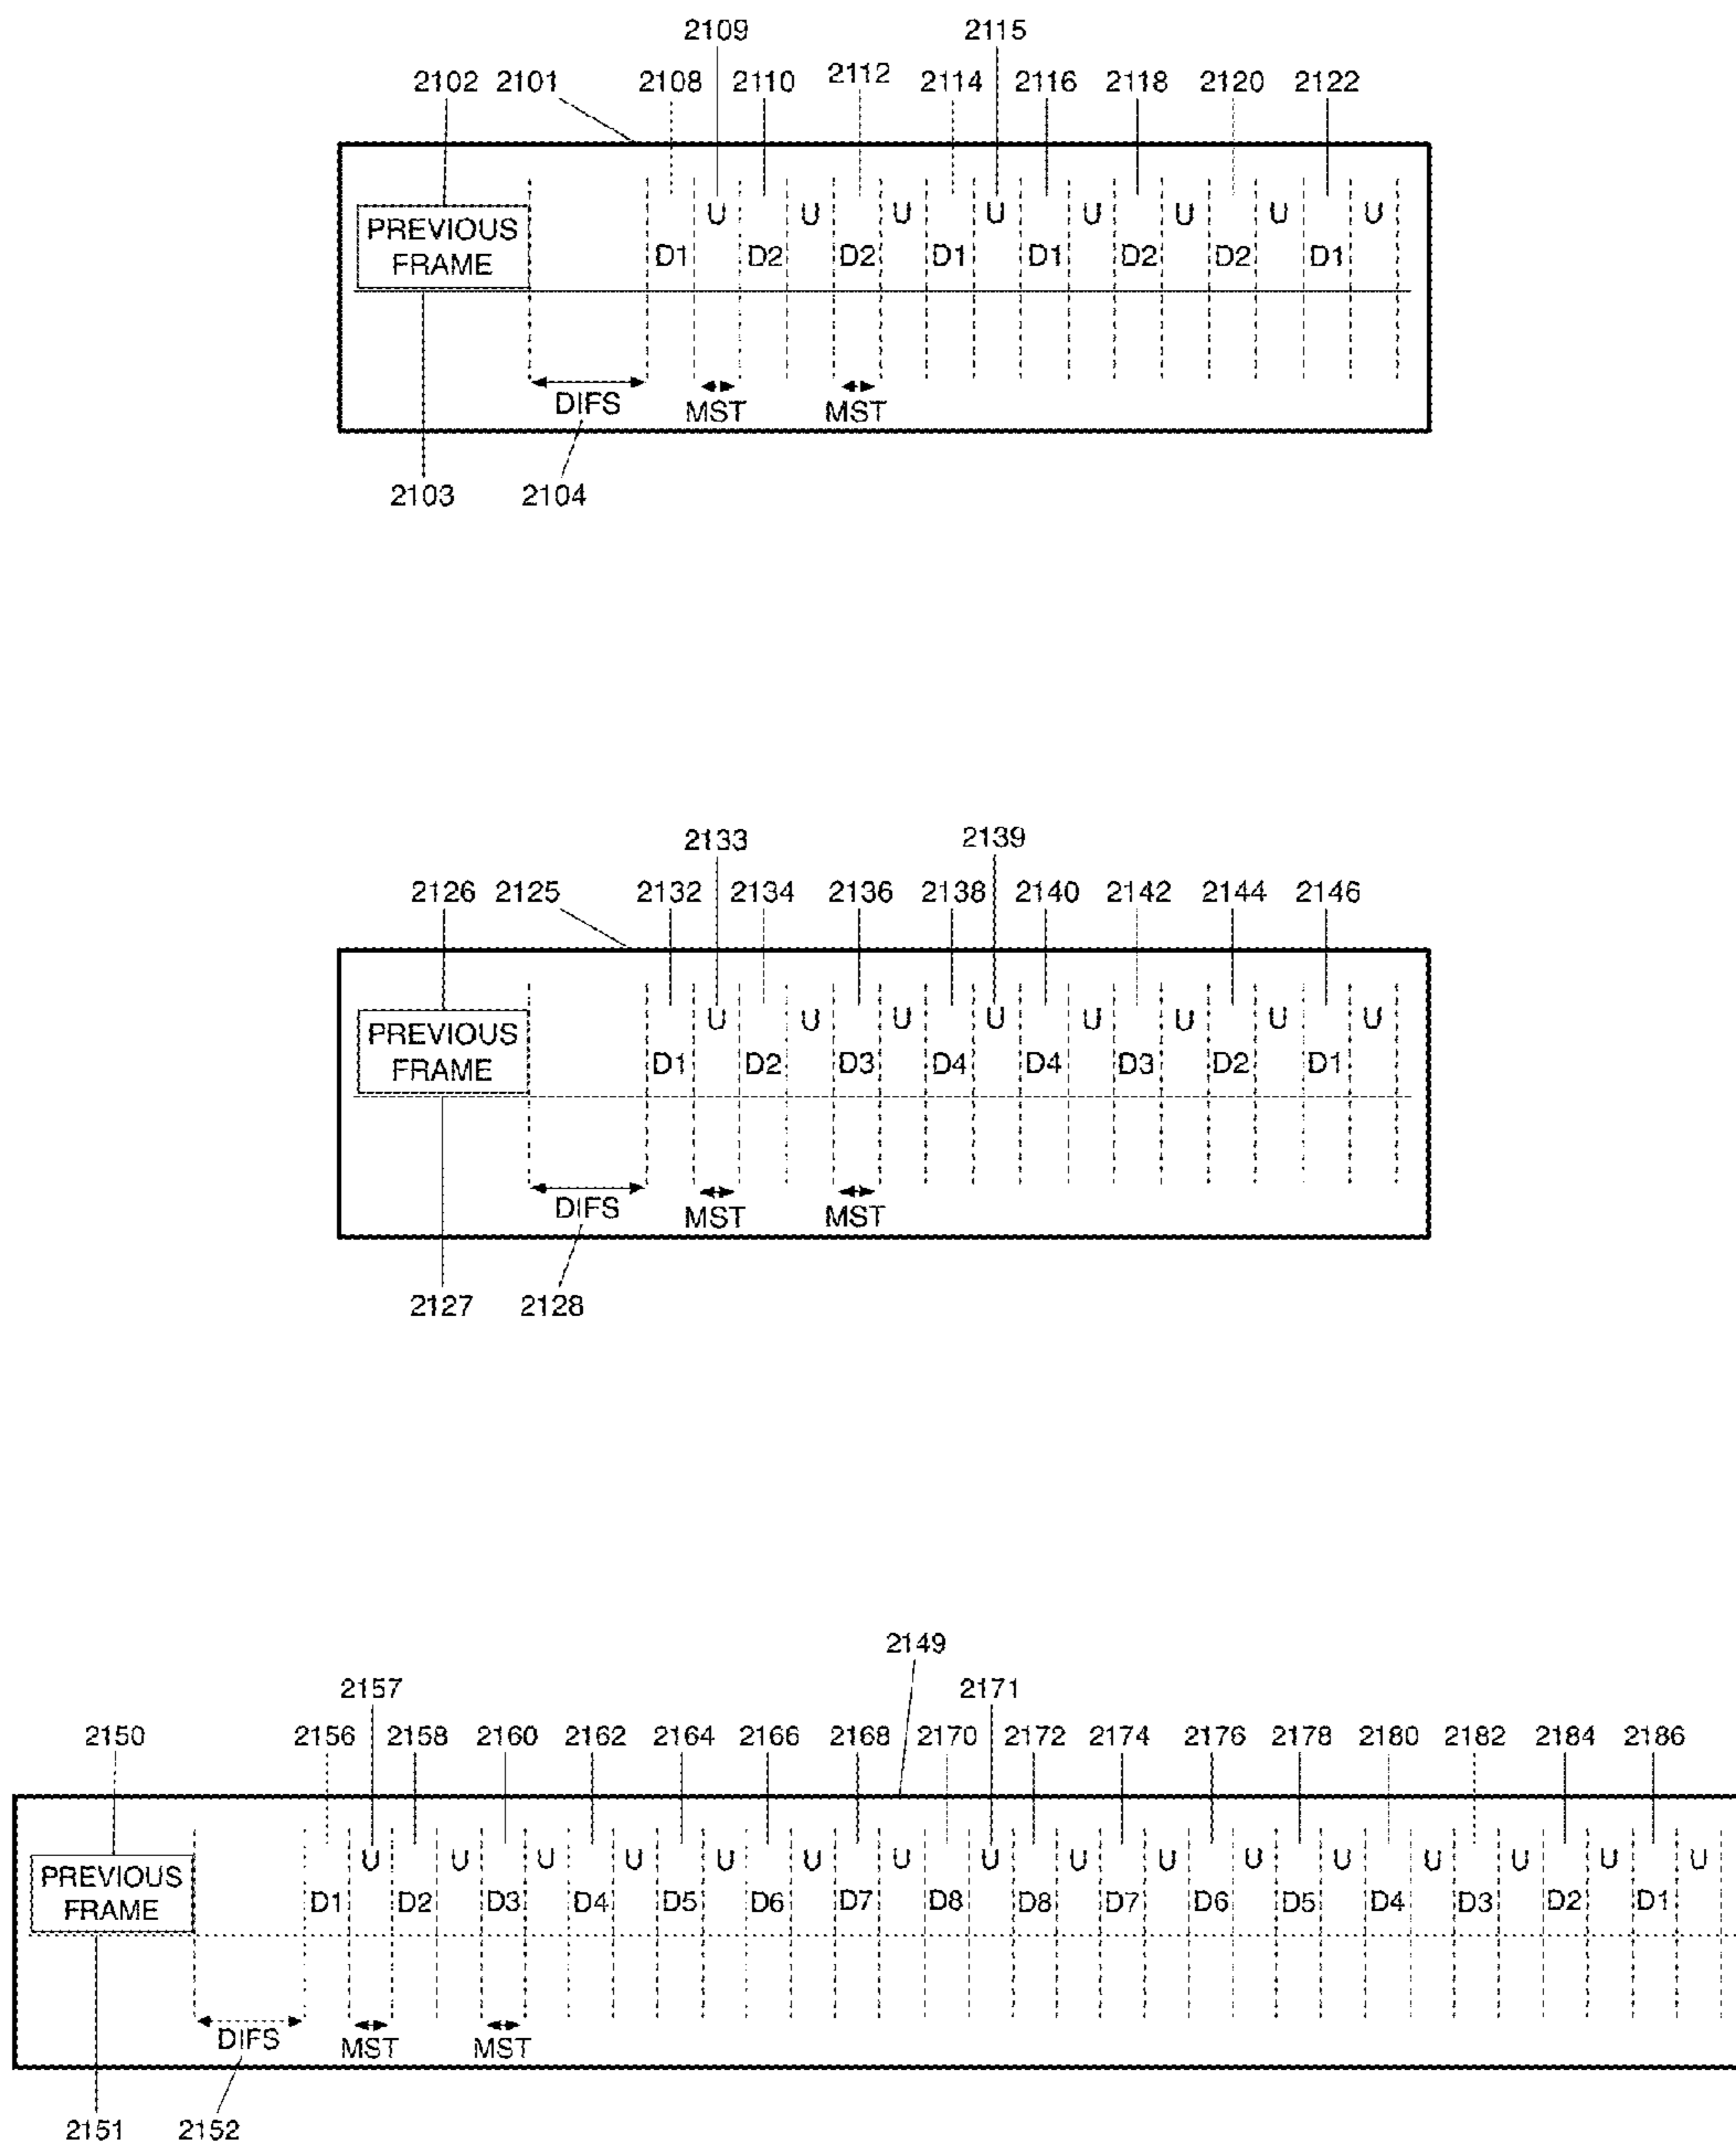 2109 2115
2102 2101 2108 2110 2112 2114 2116 2118 2120 2122
U U U U U U U U
PREVIOUS
FRAME
D1 D2 D2 D1 D1 D2 D2 D1
DIFS MST MST
2103 2104
2133 2139
2126 2125 2132 2134 2136 2138 2140 2142 2144 2146
U U U U U U U U
PREVIOUS
FRAME
D1 D2 D3 D4 D4 D3 D2 D1
DIFS MST MST
2127 2128
2149
2157 2171
2150 2156 2158 2160 2162 2164 2166 2168 2170 2172 2174 2176 2178 2180 2182 2184 2186
U U U U U U U U U U U U U U U U
PREVIOUS
FRAME
D1 D2 D3 D4 D5 D6 D7 D8 D8 D7 D6 D5 D4 D3 D2 D1
DIFS MST MST
2151 2152